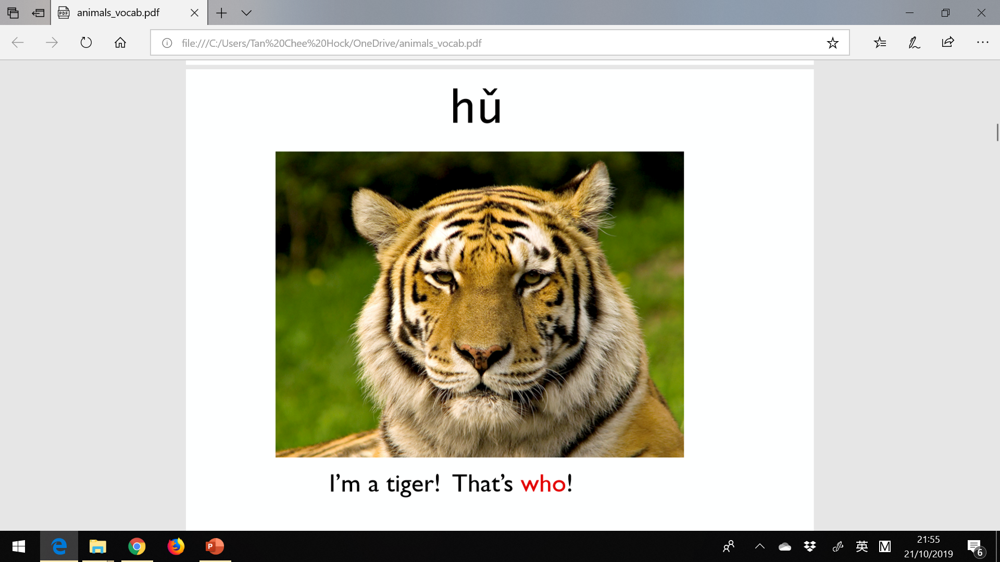 animals_vocab.pdf
file:///C:/Users/Tan%20Chee%20Hock/OneDrive/animals_vocab.pdf
hǔ
I’m a tiger!  That’s who!
英
21:55
21/10/2019
6